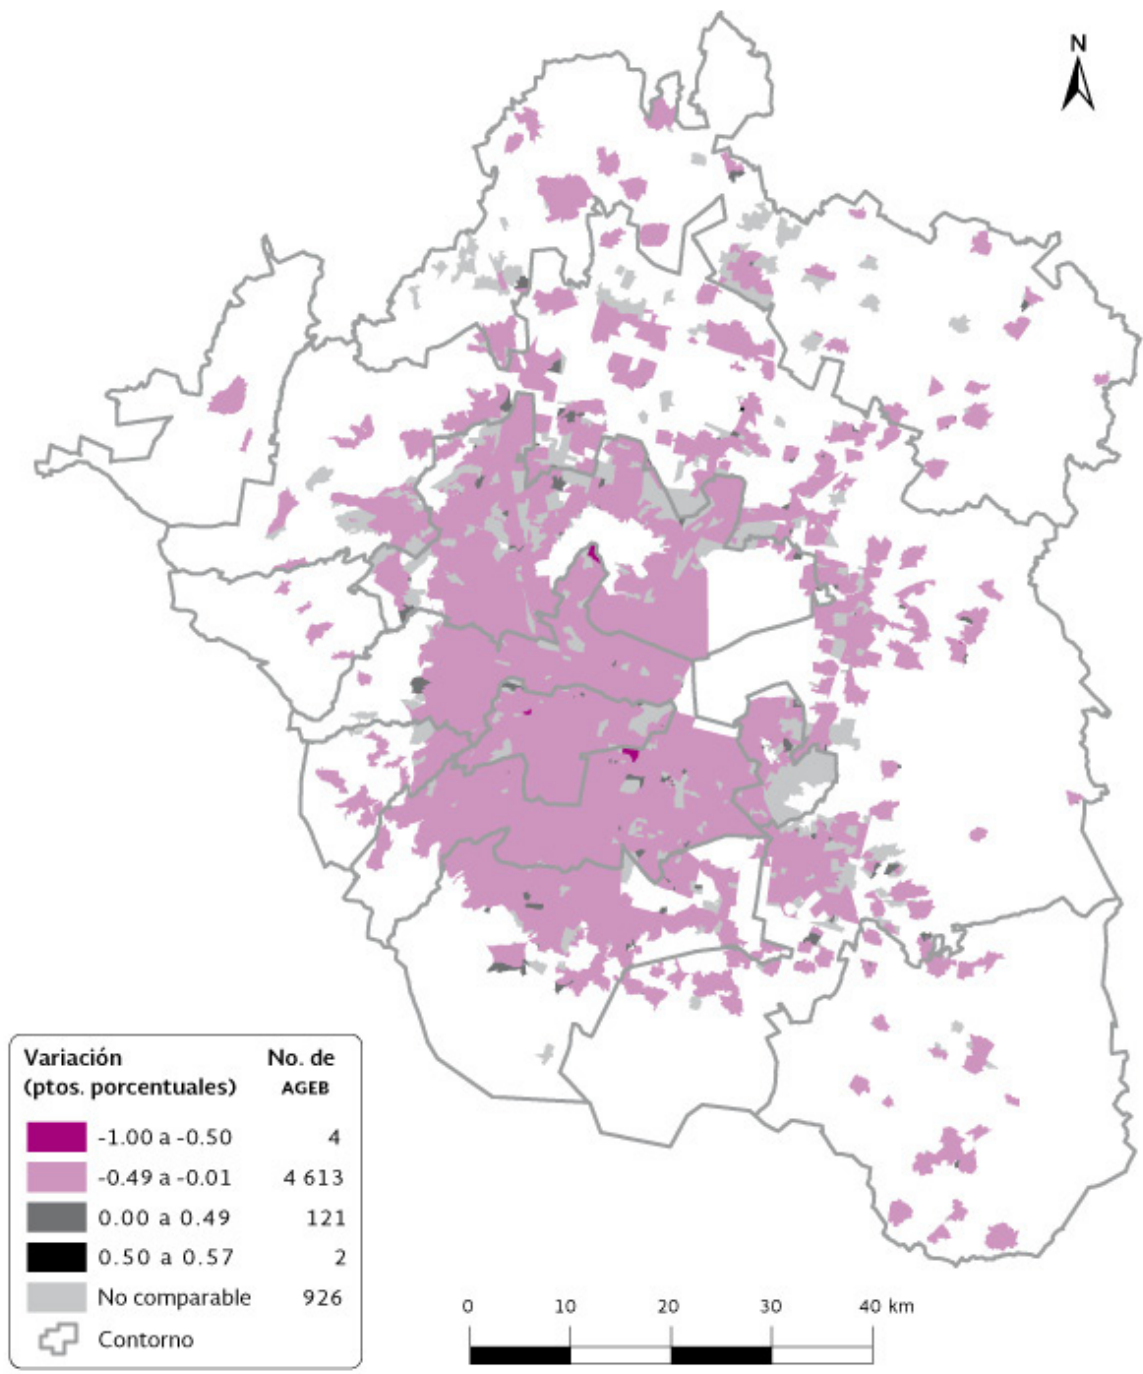 N
Variación No. de
(ptos. porcentuales) AGEB
-1.00 a -0.50 4
-0.49 a -0.01 4 613
0.00 a 0.49 121
0.50 a 0.57 2
No comparable 926
Contorno
0 10 20 30 40 km